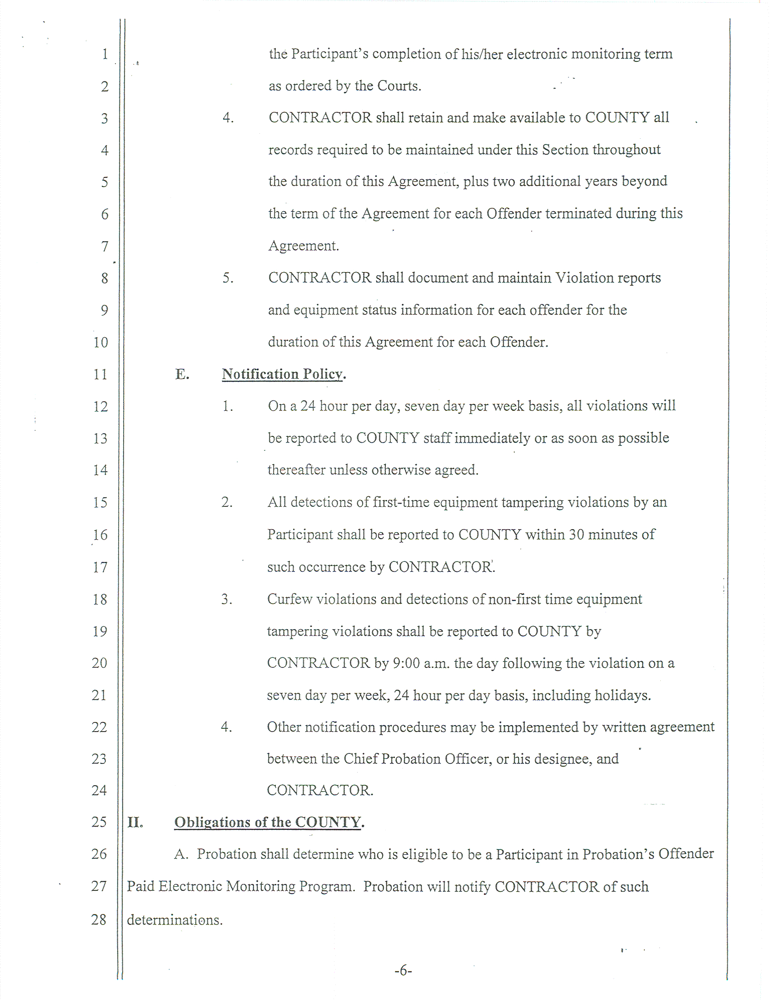 1 the Participant's completion of his/her electronic monitoring term
2 as ordered by the Courts.
3 4. CONTRACTOR shall retain and make available to COUNTY all
4 records required to be maintained under this Section throughout
5 the duration of this Agreement, plus two additional years beyond
6 the term of the Agreement for each Offender terminated during this
7 Agreement.
8 5. CONTRACTOR shall document and maintain Violation reports
9 and equipment status information for each offender for the
10 duration of this Agreement for each Offender.
11 E. Notification Policy.
12 1. On a 24 hour per day, seven day per week basis, all violations will
13 be reported to COUNTY staff immediately or as soon as possible
14 thereafter unless otherwise agreed.
15 2. All detections of first-time equipment tampering violations by an
16 Participant shall be reported to COUNTY within 30 minutes of
17 such occurrence by CONTRACTOR.
18 3. Curfew violations and detections of non-first time equipment
19 tampering violations shall be reported to COUNTY by
20 CONTRACTOR by 9:00 a.m. the day following the violation on a
21 seven day per week, 24 hour per day basis, including holidays.
22 4. Other notification procedures may be implemented by written agreement
23 between the Chief Probation Officer, or his designee, and
24 CONTRACTOR.
25 II. Obligations of the COUNTY.
26 A. Probation shall determine who is eligible to be a Participant in Probation's Offender
27 Paid Electronic Monitoring Program. Probation will notify CONTRACTOR of such
28 determinations.
-6-